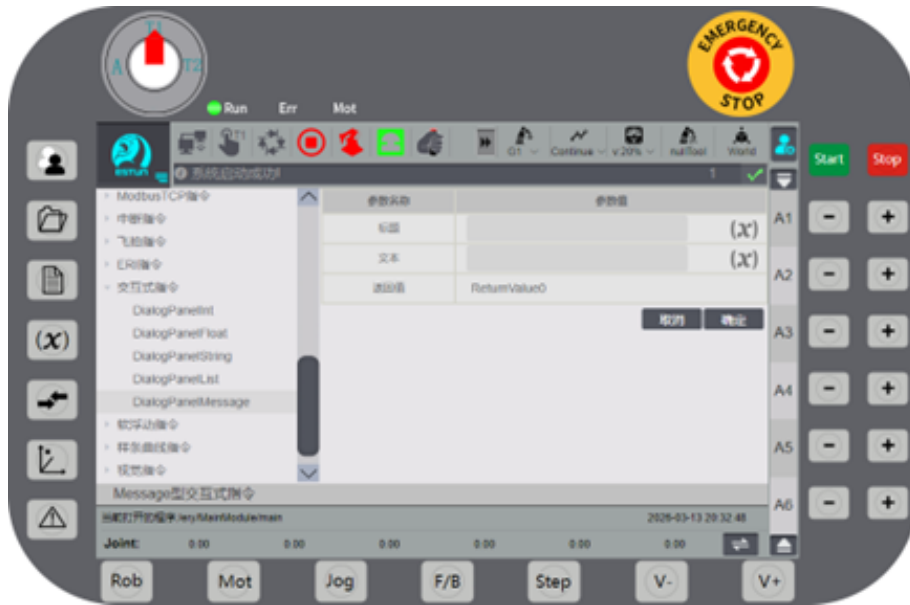 T1
A
T2
EMERGENCY
STOP
Run Err Mot
T1
G1 Continue v:20% nullTool World
ESTUN
系统启动成功! 1
Start Stop
ModbusTCP指令
中断指令
飞拍指令
ERI指令
交互式指令
DialogPanelInt
DialogPanelFloat
DialogPanelString
DialogPanelList
DialogPanelMessage
软浮动指令
样条曲线指令
视觉指令
参数名称 参数值
标题 (x)
文本 (x)
返回值 ReturnValue0
取消 确定
A1 - +
A2 - +
A3 - +
A4 - +
A5 - +
A6 - +
(x)
Message型交互式指令
当前打开的程序:/ery/MainModule/main 2026-03-13 20:32:48
Joint: 0.00 0.00 0.00 0.00 0.00 0.00
Rob Mot Jog F/B Step V- V+